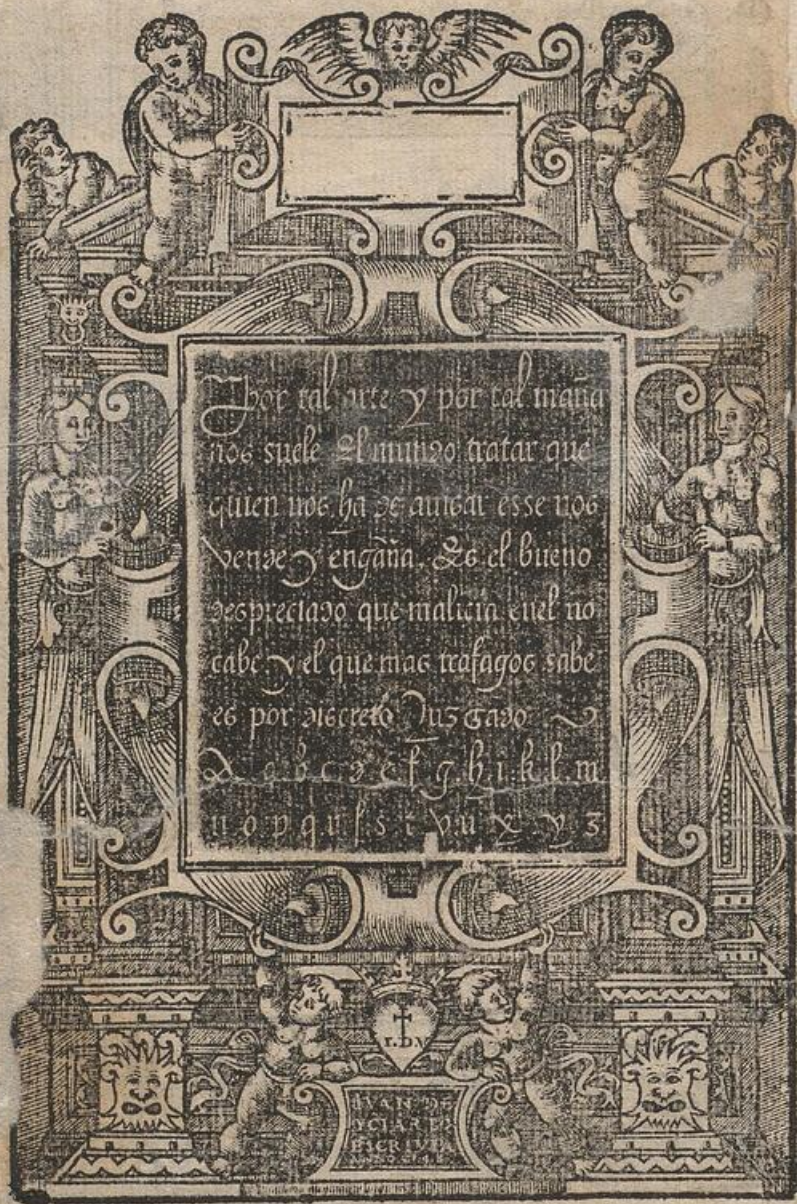 Por tal arte y por tal maña
nos suele El mundo tratar que
quien nos ha de auisar esse nos
vende y engaña. Es el bueno
despreciado que malicia enel no
cabe y el que mas trafagos sabe
es por discreto Juzgado
A a b c d e f g. h. i. k. l. m
n o p q. r ſ. s t v. u x y. z
I. D. Y
IVAN DE
YCIAR LO
ESCRIVIA